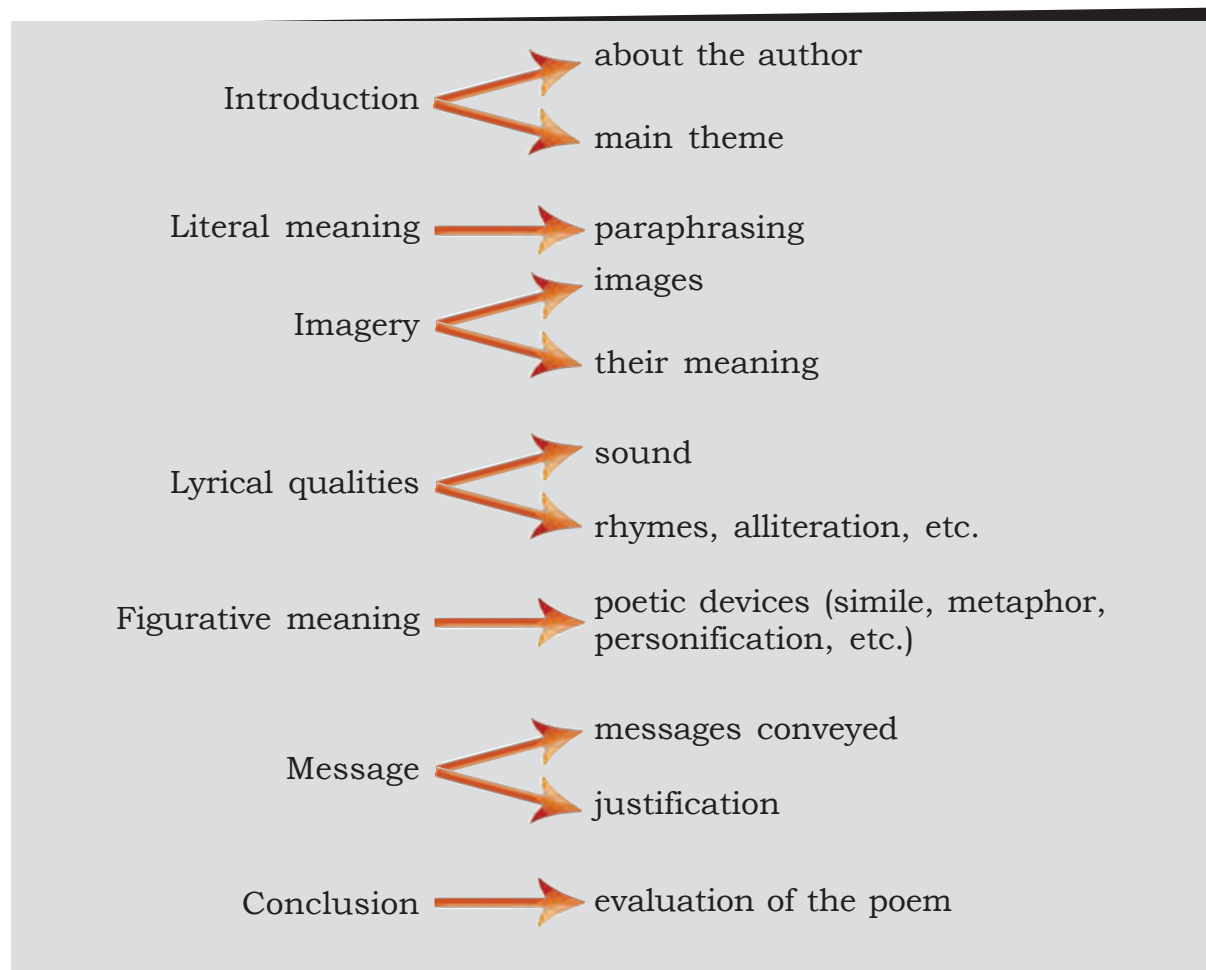 Introduction
about the author
main theme
Literal meaning
paraphrasing
Imagery
images
their meaning
Lyrical qualities
sound
rhymes, alliteration, etc.
Figurative meaning
poetic devices (simile, metaphor,
personification, etc.)
Message
messages conveyed
justification
Conclusion
evaluation of the poem